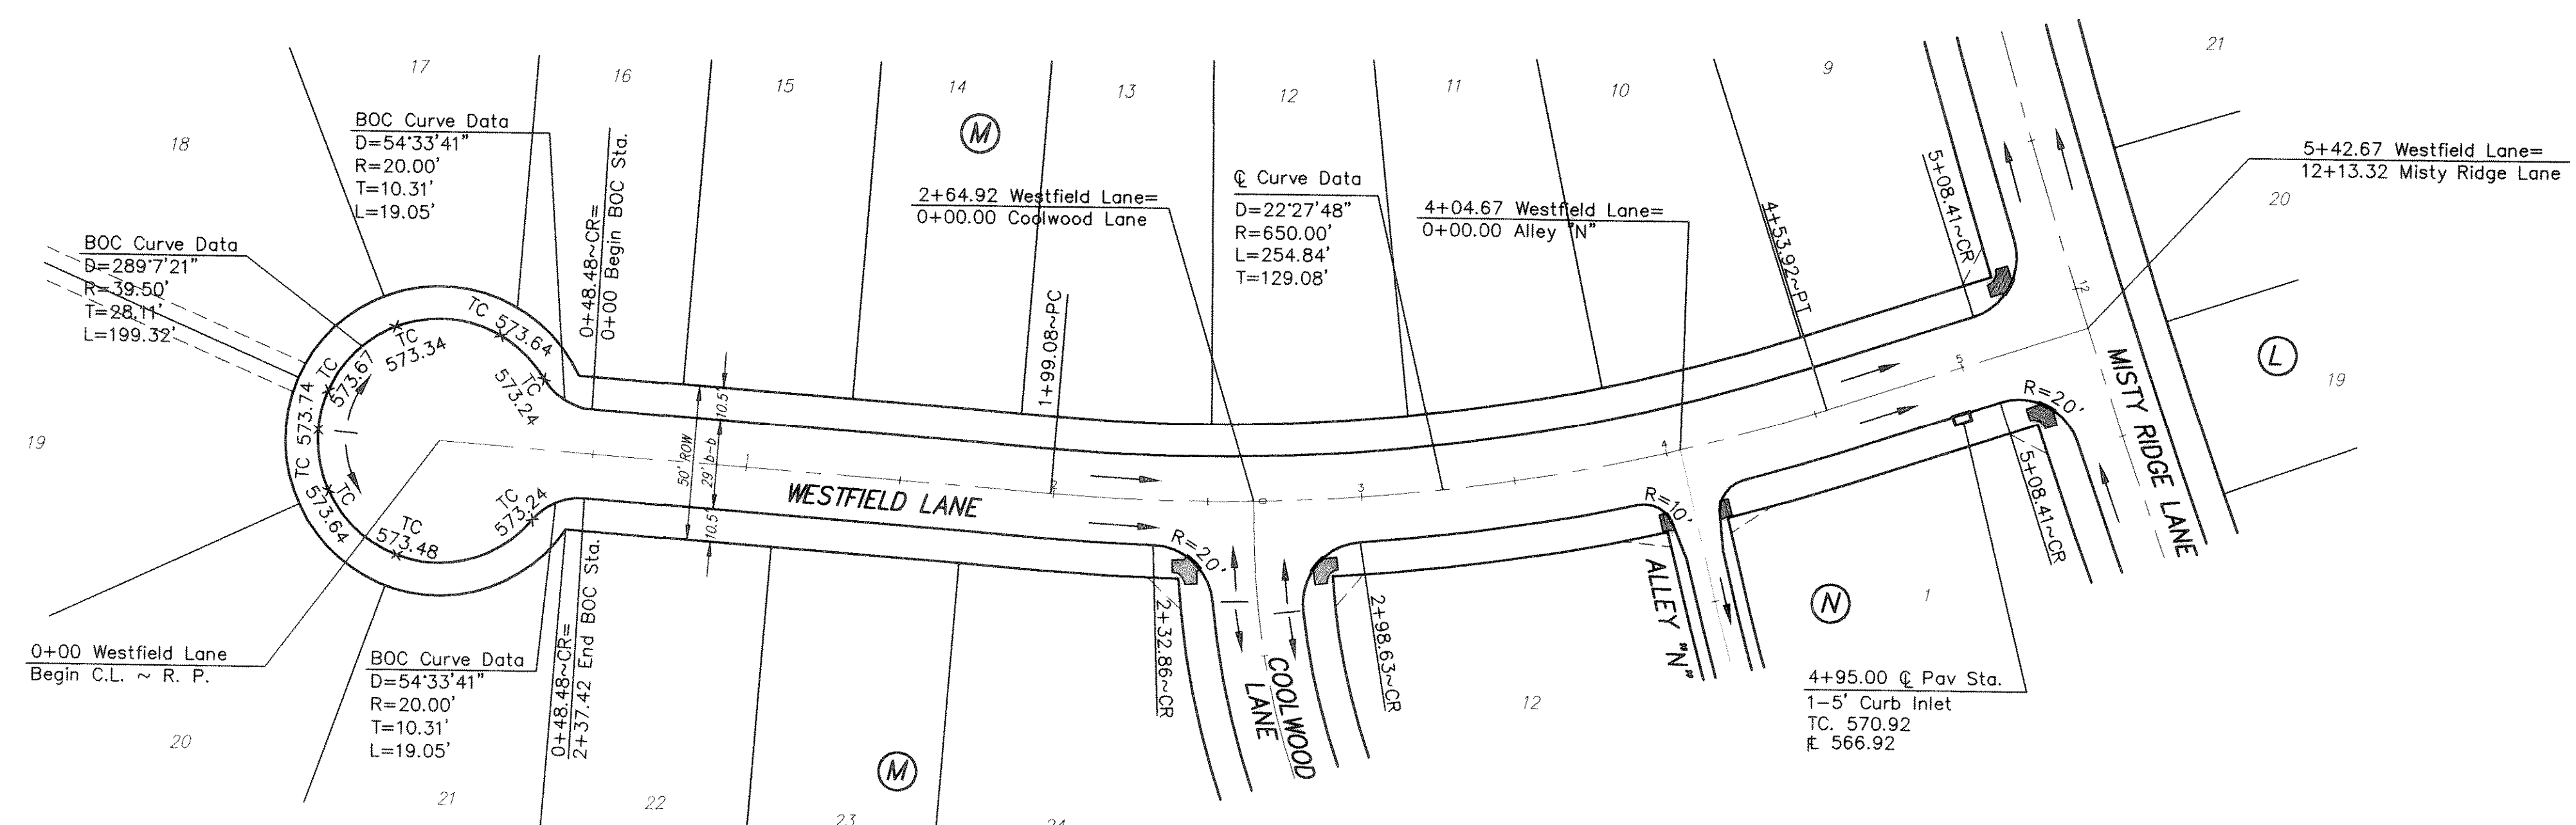 17
16
15
14
13
12
11
10
9
21
18
BOC Curve Data
D=54°33'41"
R=20.00'
T=10.31'
L=19.05'
0+48.48~CR=
0+00 Begin BOC Sta.
M
2+64.92 Westfield Lane=
0+00.00 Coolwood Lane
℄ Curve Data
D=22°27'48"
R=650.00'
L=254.84'
T=129.08'
4+04.67 Westfield Lane=
0+00.00 Alley "N"
4+53.92~PT
5+08.41~CR
5+42.67 Westfield Lane=
12+13.32 Misty Ridge Lane
20
BOC Curve Data
D=289°7'21"
R=39.50'
T=28.11'
L=199.32'
TC 573.64
TC
573.34
TC
573.67
TC 573.74
TC
573.24
1+99.08~PC
12
L
19
MISTY RIDGE LANE
19
10.5'
50' ROW
29' b-b
10.5'
1
2
0
3
4
5
WESTFIELD LANE
R=20'
R=10'
R=20'
TC
573.64
TC
573.48
TC
573.24
5+08.41~CR
0+00 Westfield Lane
Begin C.L. ~ R. P.
BOC Curve Data
D=54°33'41"
R=20.00'
T=10.31'
L=19.05'
0+48.48~CR=
2+37.42 End BOC Sta.
2+32.86~CR
COOLWOOD
LANE
2+98.63~CR
ALLEY "N"
N
1
4+95.00 ℄ Pav Sta.
1-5' Curb Inlet
TC. 570.92
FL 566.92
20
21
22
M
12
23
24